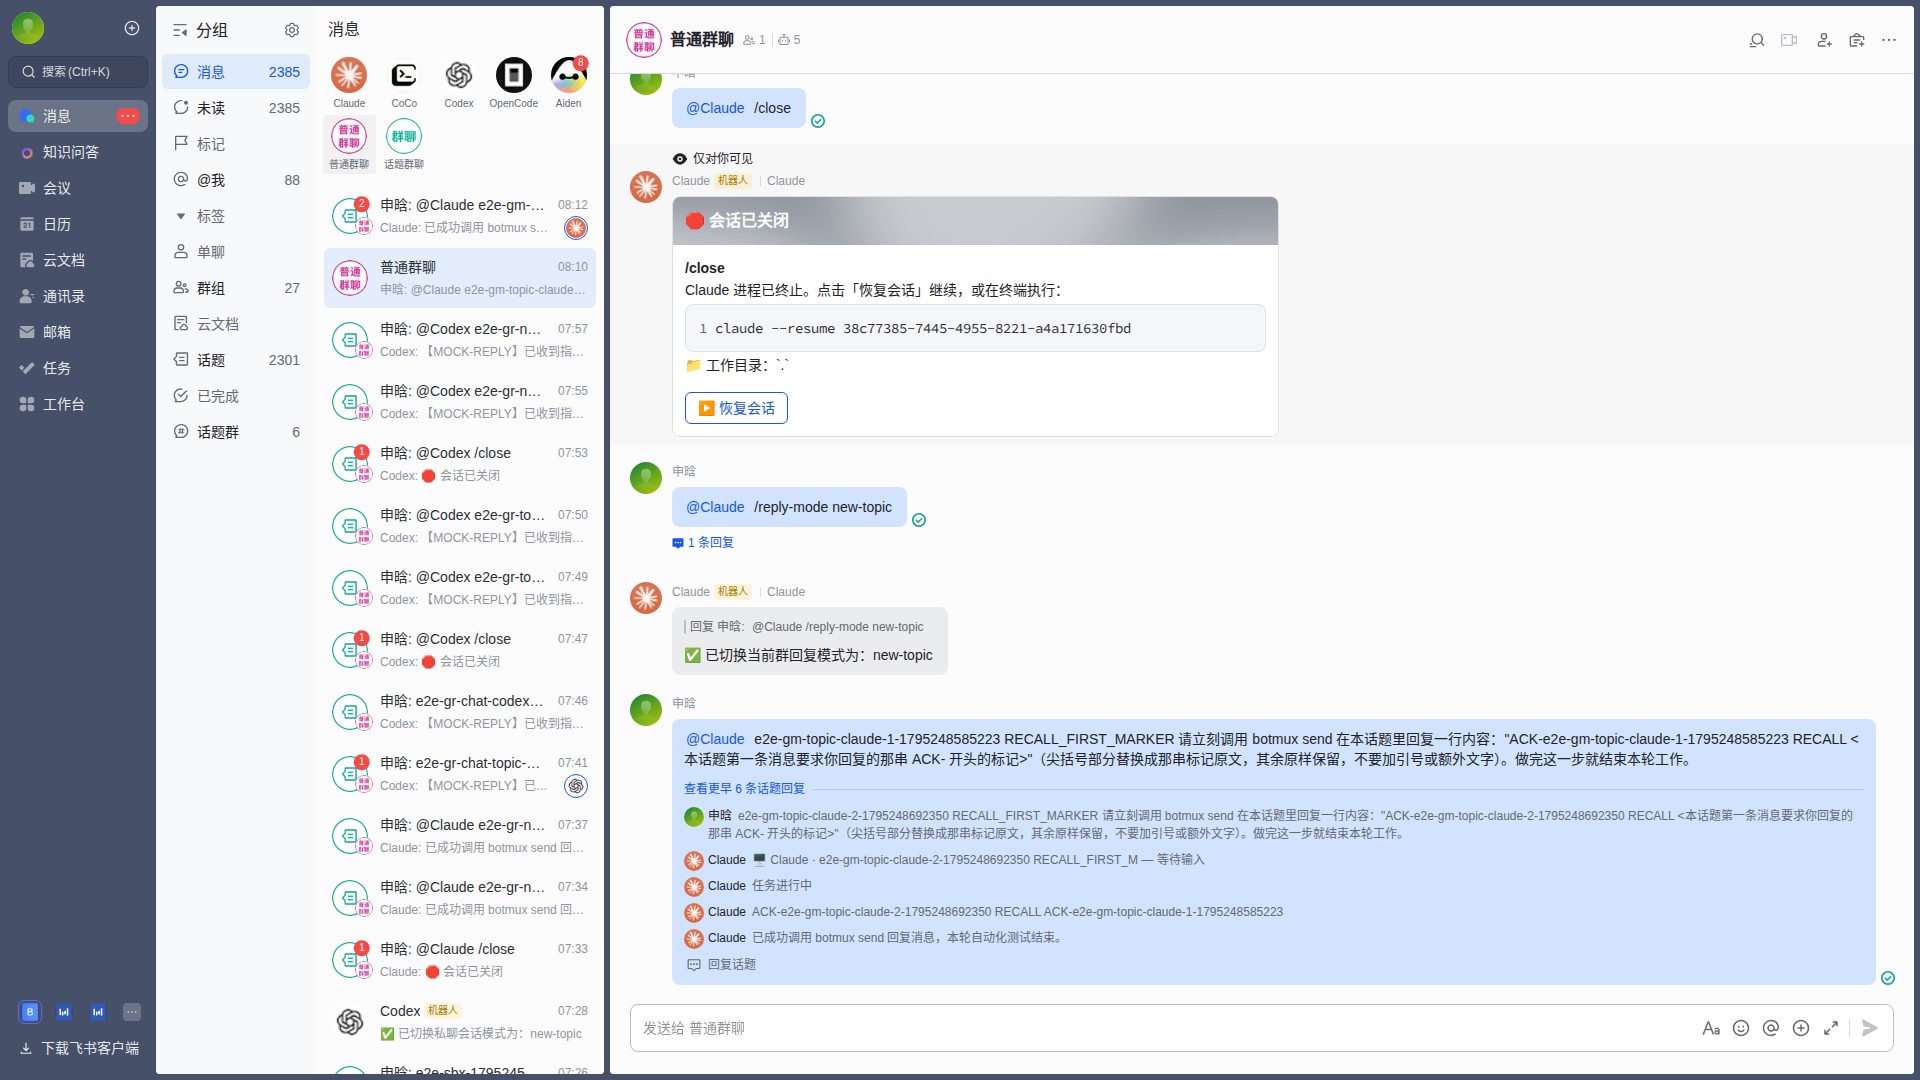 搜索 (Ctrl+K)
消息
知识问答
会议
日历
云文档
通讯录
邮箱
任务
工作台
B
下载飞书客户端
分组
消息 2385
未读 2385
标记
@我 88
标签
单聊
群组 27
云文档
话题 2301
已完成
话题群 6
消息
8
Claude CoCo Codex OpenCode Aiden
普通群聊
群聊
普通群聊 话题群聊
2
申晗: @Claude e2e-gm-... 08:12
Claude: 已成功调用 botmux s...
普通群聊 08:10
申晗: @Claude e2e-gm-topic-claude...
申晗: @Codex e2e-gr-n... 07:57
Codex: 【MOCK-REPLY】已收到指...
申晗: @Codex e2e-gr-n... 07:55
Codex: 【MOCK-REPLY】已收到指...
1
申晗: @Codex /close 07:53
Codex: 🛑 会话已关闭
申晗: @Codex e2e-gr-to... 07:50
Codex: 【MOCK-REPLY】已收到指...
申晗: @Codex e2e-gr-to... 07:49
Codex: 【MOCK-REPLY】已收到指...
1
申晗: @Codex /close 07:47
Codex: 🛑 会话已关闭
申晗: e2e-gr-chat-codex... 07:46
Codex: 【MOCK-REPLY】已收到指...
1
申晗: e2e-gr-chat-topic-... 07:41
Codex: 【MOCK-REPLY】已...
申晗: @Claude e2e-gr-n... 07:37
Claude: 已成功调用 botmux send 回...
申晗: @Claude e2e-gr-n... 07:34
Claude: 已成功调用 botmux send 回...
1
申晗: @Claude /close 07:33
Claude: 🛑 会话已关闭
Codex 机器人 07:28
✅ 已切换私聊会话模式为：new-topic
申晗: e2e-sbx-1795245... 07:26
普通群聊
普通群聊 1 5
申晗
@Claude /close
仅对你可见
Claude 机器人 | Claude
🛑 会话已关闭
/close
Claude 进程已终止。点击「恢复会话」继续，或在终端执行：
1 claude --resume 38c77385-7445-4955-8221-a4a171630fbd
📁 工作目录：`.`
▶️ 恢复会话
申晗
@Claude /reply-mode new-topic
1 条回复
Claude 机器人 | Claude
回复 申晗：@Claude /reply-mode new-topic
✅ 已切换当前群回复模式为：new-topic
申晗
@Claude e2e-gm-topic-claude-1-1795248585223 RECALL_FIRST_MARKER 请立刻调用 botmux send 在本话题里回复一行内容："ACK-e2e-gm-topic-claude-1-1795248585223 RECALL <
本话题第一条消息要求你回复的那串 ACK- 开头的标记>"（尖括号部分替换成那串标记原文，其余原样保留，不要加引号或额外文字）。做完这一步就结束本轮工作。
查看更早 6 条话题回复
申晗 e2e-gm-topic-claude-2-1795248692350 RECALL_FIRST_MARKER 请立刻调用 botmux send 在本话题里回复一行内容："ACK-e2e-gm-topic-claude-2-1795248692350 RECALL <本话题第一条消息要求你回复的
那串 ACK- 开头的标记>"（尖括号部分替换成那串标记原文，其余原样保留，不要加引号或额外文字）。做完这一步就结束本轮工作。
Claude 🖥️ Claude · e2e-gm-topic-claude-2-1795248692350 RECALL_FIRST_M — 等待输入
Claude 任务进行中
Claude ACK-e2e-gm-topic-claude-2-1795248692350 RECALL ACK-e2e-gm-topic-claude-1-1795248585223
Claude 已成功调用 botmux send 回复消息，本轮自动化测试结束。
回复话题
发送给 普通群聊
Aa